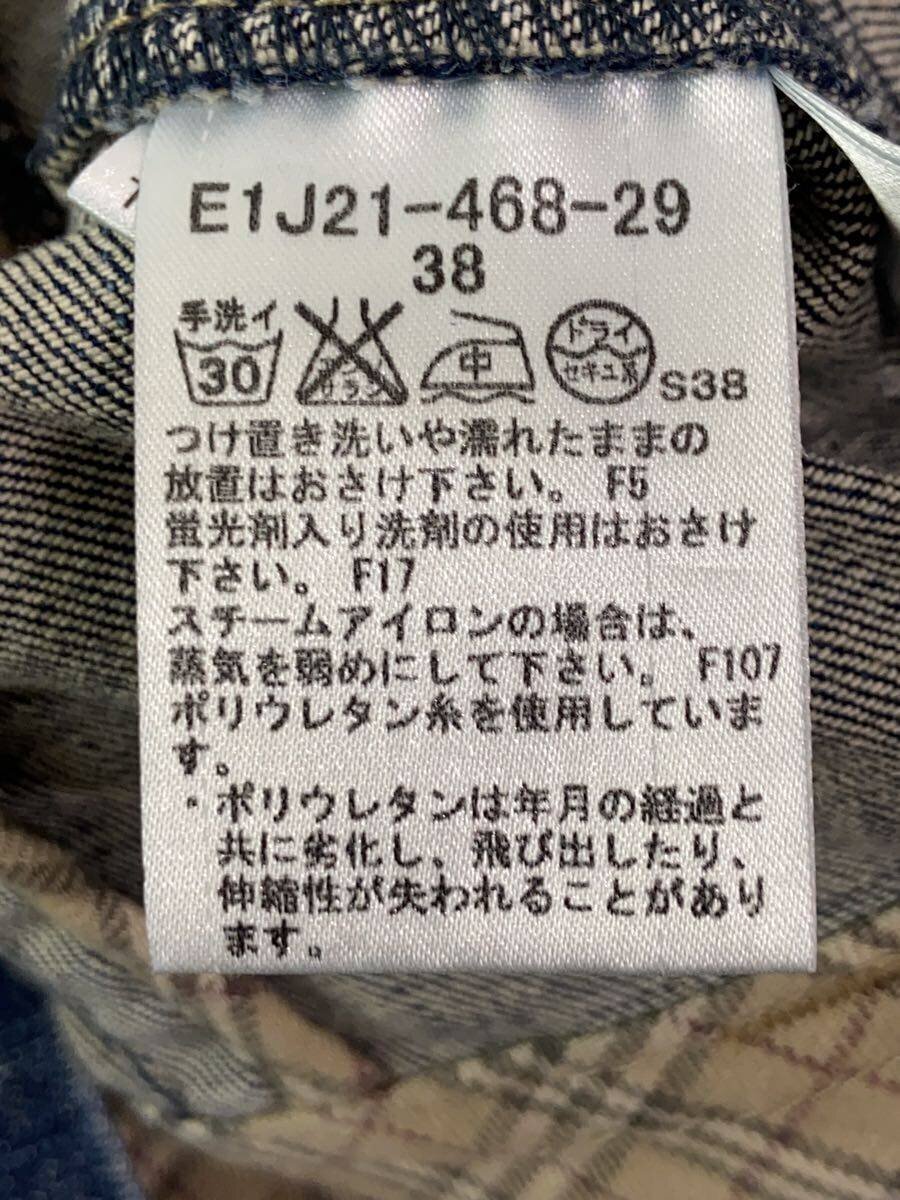 E1J21-468-29
38
手洗イ
30
中
ドライ
セキユ系
S38
つけ置き洗いや濡れたままの
放置はおさけ下さい。 F5
蛍光剤入り洗剤の使用はおさけ
下さい。 F17
スチームアイロンの場合は、
蒸気を弱めにして下さい。 F107
ポリウレタン糸を使用していま
す。
・ポリウレタンは年月の経過と
共に劣化し、飛び出したり、
伸縮性が失われることがあり
ます。